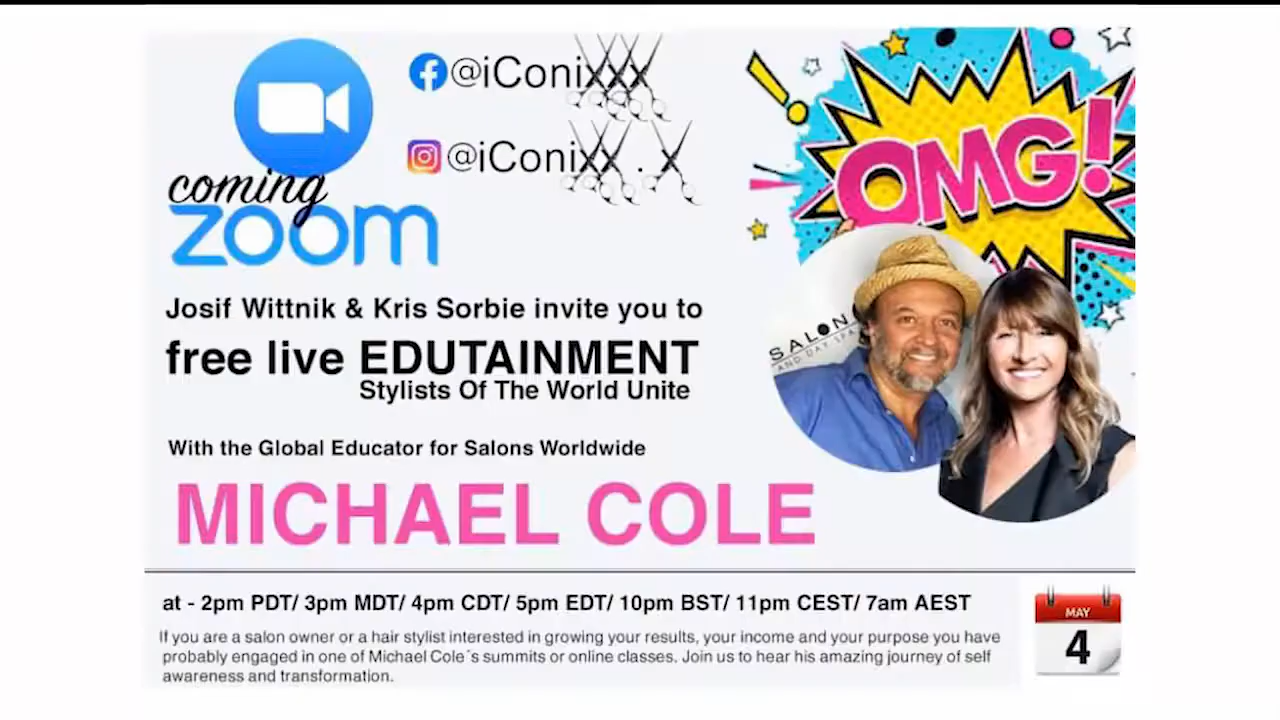 @iConixxx
@iConixx . x
coming
zoom
OMG!
SALON
AND DAY SPA
Josif Wittnik & Kris Sorbie invite you to
free live EDUTAINMENT
Stylists Of The World Unite
With the Global Educator for Salons Worldwide
MICHAEL COLE
at - 2pm PDT/ 3pm MDT/ 4pm CDT/ 5pm EDT/ 10pm BST/ 11pm CEST/ 7am AEST
If you are a salon owner or a hair stylist interested in growing your results, your income and your purpose you have
probably engaged in one of Michael Cole´s summits or online classes. Join us to hear his amazing journey of self
awareness and transformation.
MAY
4